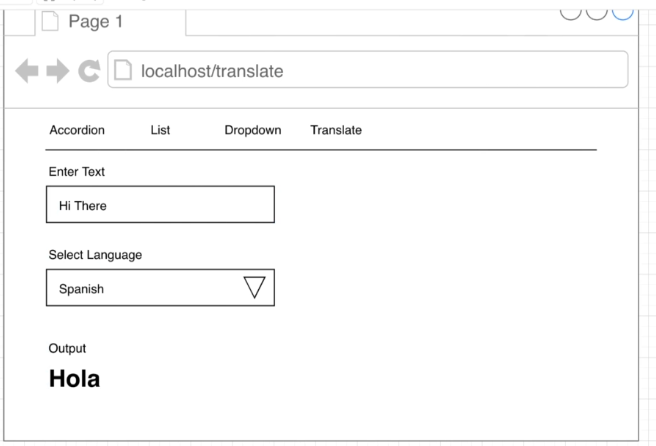 Page 1
localhost/translate
Accordion List Dropdown Translate
Enter Text
Hi There
Select Language
Spanish
Output
Hola